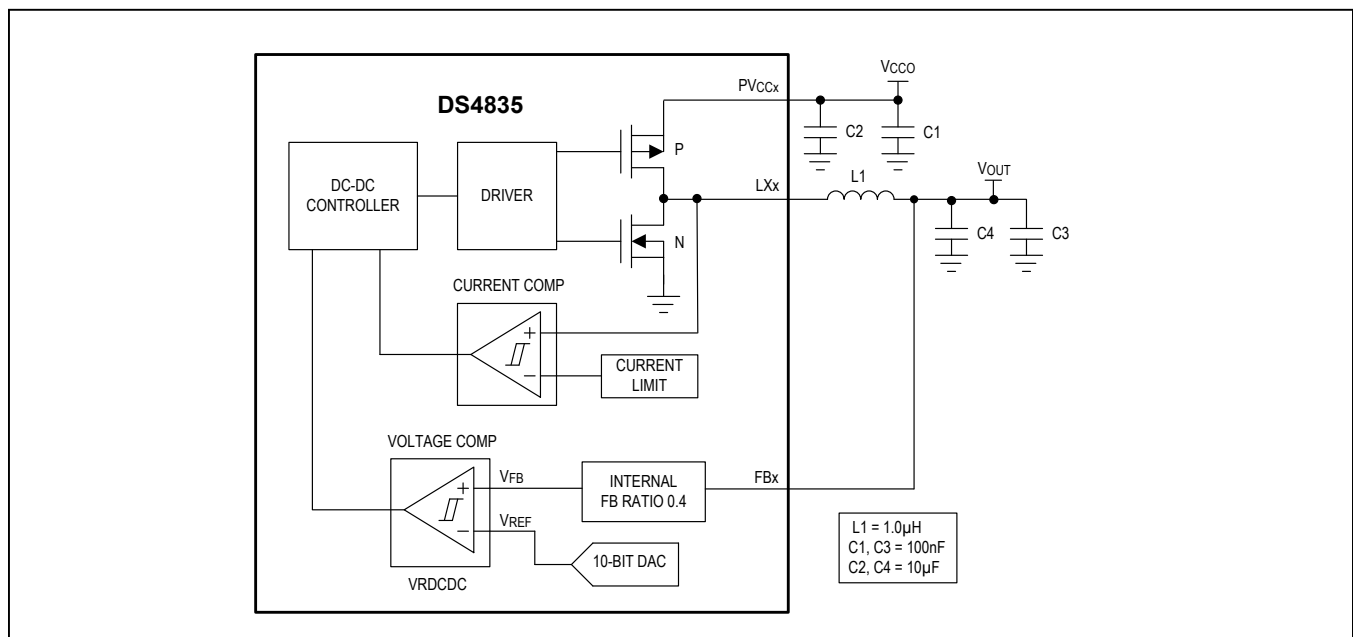 DS4835
PVCCx
VCCO
C2
C1
P
DC-DC
CONTROLLER
DRIVER
LXx
L1
VOUT
N
C4
C3
CURRENT COMP
+
−
CURRENT
LIMIT
VOLTAGE COMP
VFB
+
INTERNAL
FB RATIO 0.4
FBx
VREF
−
10-BIT DAC
VRDCDC
L1 = 1.0µH
C1, C3 = 100nF
C2, C4 = 10µF